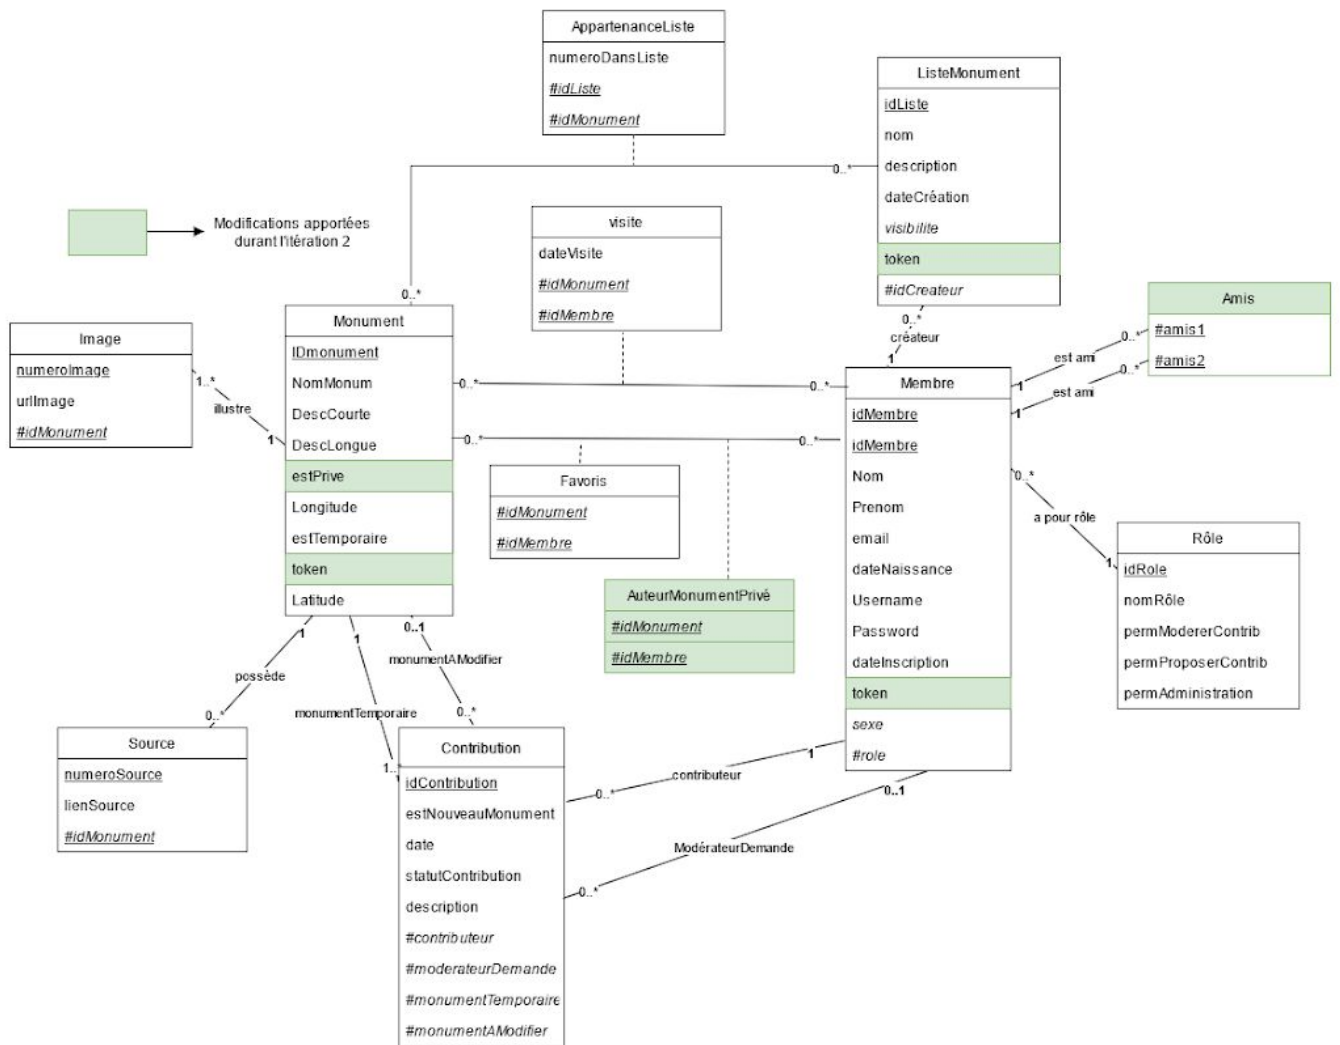 AppartenanceListe
numeroDansListe
#idListe
#idMonument
ListeMonument
idListe
nom
description
dateCréation
visibilite
token
#idCreateur
0..*
0..*
Modifications apportées
durant l'itération 2
visite
dateVisite
#idMonument
#idMembre
Amis
#amis1
#amis2
0..*
créateur
1
est ami
0..*
1
est ami
0..*
1
Image
numeroImage
urlImage
#idMonument
1..*
illustre
1
Monument
IDmonument
NomMonum
DescCourte
DescLongue
estPrive
Longitude
estTemporaire
token
Latitude
0..*
0..*
0..*
0..*
Favoris
#idMonument
#idMembre
AuteurMonumentPrivé
#idMonument
#idMembre
Membre
idMembre
idMembre
Nom
Prenom
email
dateNaissance
Username
Password
dateInscription
token
sexe
#role
0..*
a pour rôle
1
Rôle
idRole
nomRôle
permModererContrib
permProposerContrib
permAdministration
1
possède
0..*
1
monumentTemporaire
1..
0..1
monumentAModifier
0..*
Source
numeroSource
lienSource
#idMonument
Contribution
idContribution
estNouveauMonument
date
statutContribution
description
#contributeur
#moderateurDemande
#monumentTemporaire
#monumentAModifier
1
contributeur
0..*
0..1
ModérateurDemande
0..*